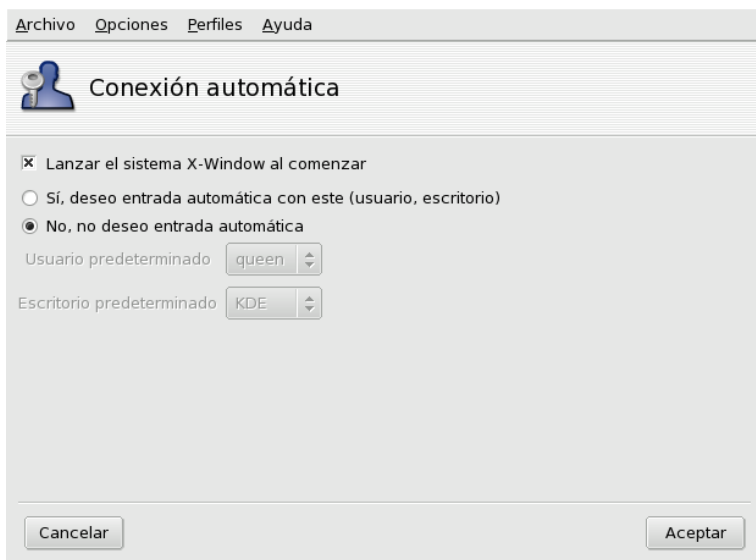 Archivo Opciones Perfiles Ayuda
Conexión automática
Lanzar el sistema X-Window al comenzar
Sí, deseo entrada automática con este (usuario, escritorio)
No, no deseo entrada automática
Usuario predeterminado queen
Escritorio predeterminado KDE
Cancelar Aceptar